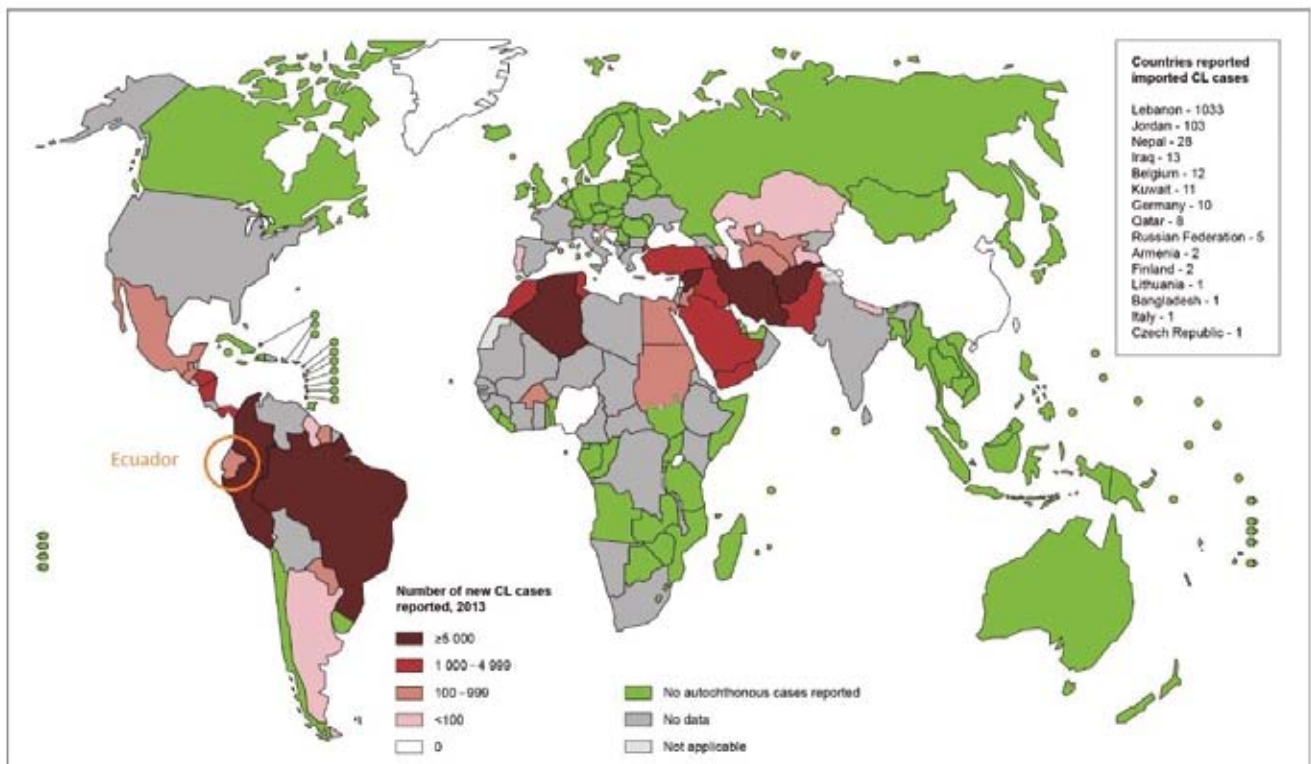 Countries reported
imported CL cases
Lebanon - 1033
Jordan - 103
Nepal - 28
Iraq - 13
Belgium - 12
Kuwait - 11
Germany - 10
Qatar - 8
Russian Federation - 5
Armenia - 2
Finland - 2
Lithuania - 1
Bangladesh - 1
Italy - 1
Czech Republic - 1
Ecuador
Number of new CL cases
reported, 2013
≥5 000
1 000 - 4 999
100 - 999
<100
0
No autochthonous cases reported
No data
Not applicable